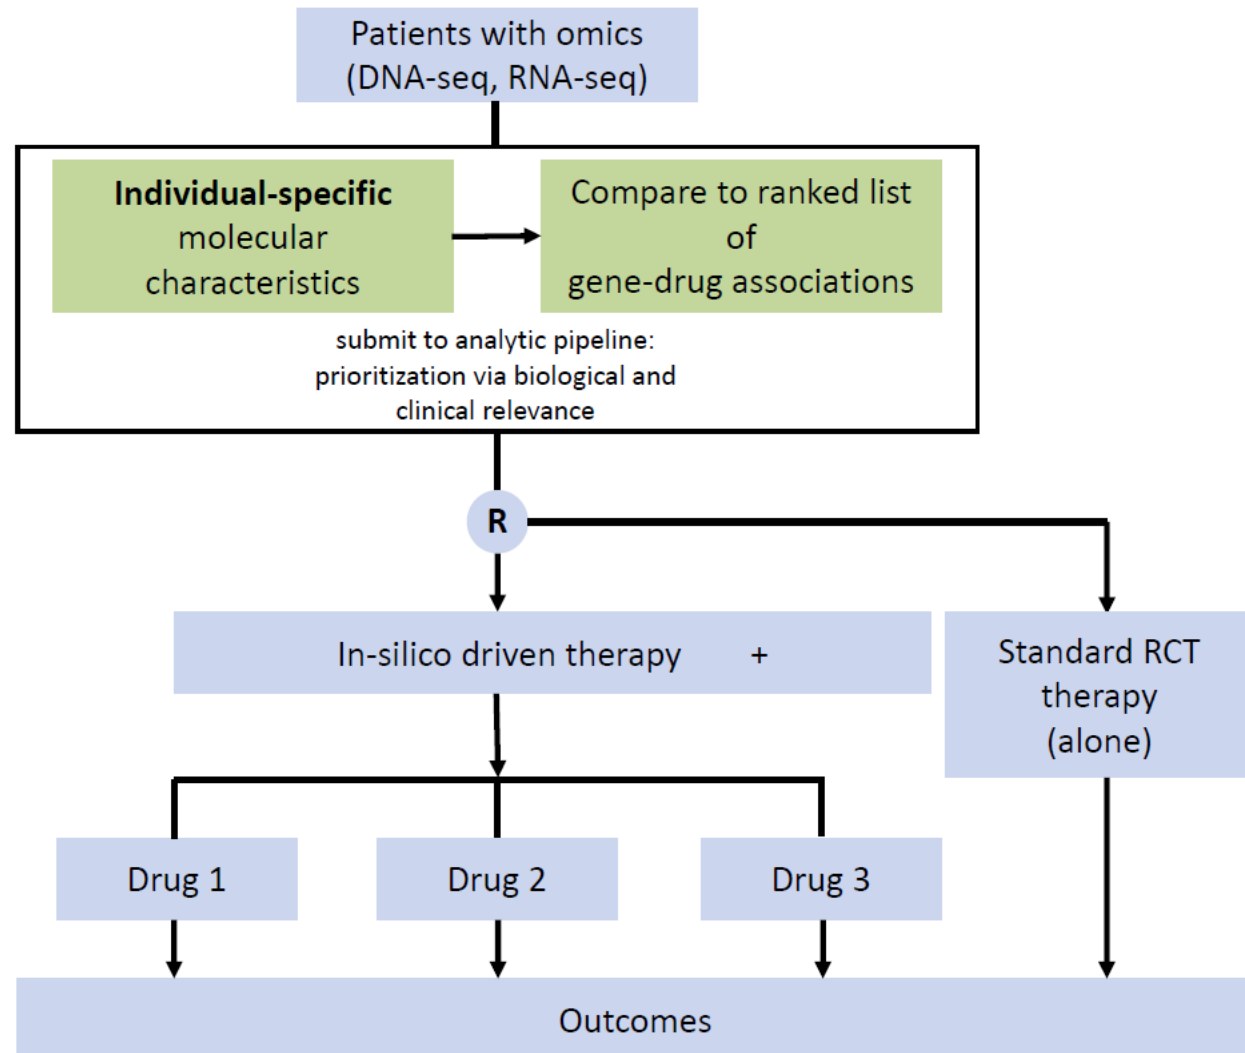 Patients with omics
(DNA-seq, RNA-seq)
Individual-specific
molecular
characteristics
Compare to ranked list
of
gene-drug associations
submit to analytic pipeline:
prioritization via biological and
clinical relevance
R
In-silico driven therapy +
Standard RCT
therapy
(alone)
Drug 1
Drug 2
Drug 3
Outcomes